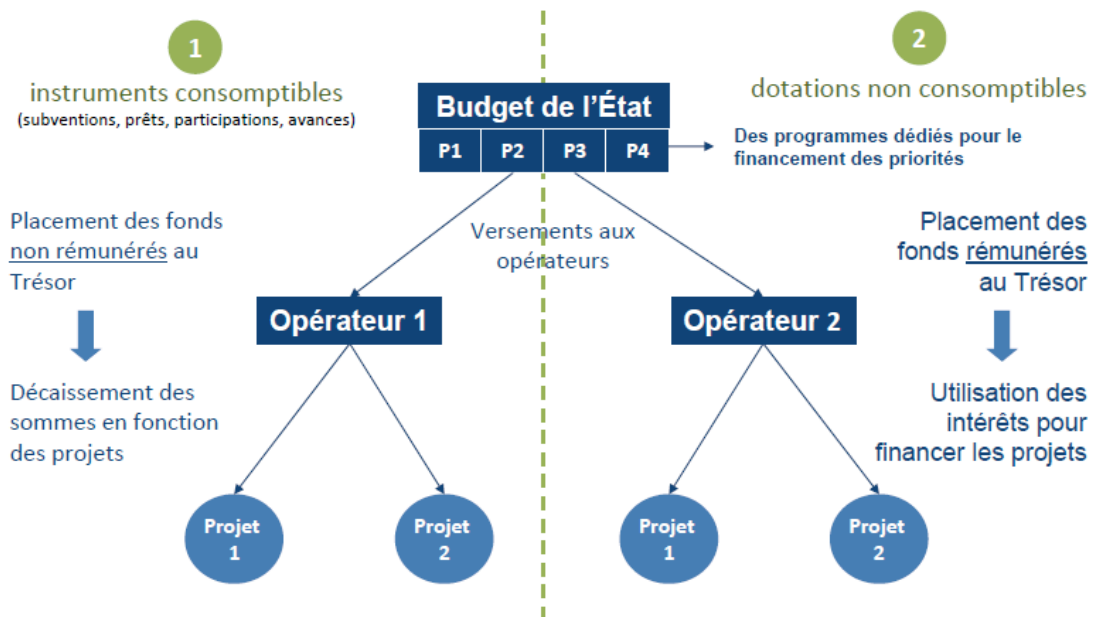 1
instruments consomptibles
(subventions, prêts, participations, avances)
2
dotations non consomptibles
Budget de l'État
P1 P2 P3 P4
Des programmes dédiés pour le
financement des priorités
Placement des fonds
non rémunérés au
Trésor
Versements aux
opérateurs
Placement des
fonds rémunérés
au Trésor
Opérateur 1
Opérateur 2
Décaissement des
sommes en fonction
des projets
Utilisation des
intérêts pour
financer les projets
Projet
1
Projet
2
Projet
1
Projet
2